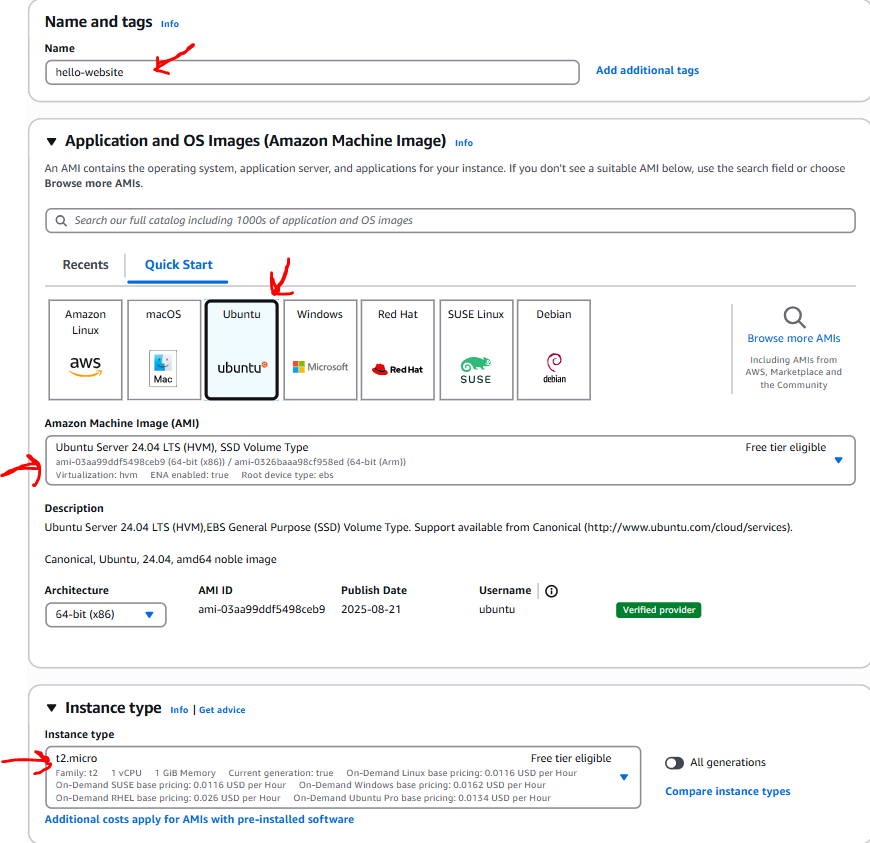 Name and tags Info
Name
hello-website
Add additional tags
Application and OS Images (Amazon Machine Image) Info
An AMI contains the operating system, application server, and applications for your instance. If you don't see a suitable AMI below, use the search field or choose
Browse more AMIs.
Search our full catalog including 1000s of application and OS images
Recents
Quick Start
Amazon
Linux
aws
macOS
Mac
Ubuntu
ubuntu
Windows
Microsoft
Red Hat
Red Hat
SUSE Linux
SUSE
Debian
debian
Browse more AMIs
Including AMIs from
AWS, Marketplace and
the Community
Amazon Machine Image (AMI)
Ubuntu Server 24.04 LTS (HVM), SSD Volume Type
Free tier eligible
ami-03aa99ddf5498ceb9 (64-bit (x86)) / ami-0326baaa98cf958ed (64-bit (Arm))
Virtualization: hvm ENA enabled: true Root device type: ebs
Description
Ubuntu Server 24.04 LTS (HVM),EBS General Purpose (SSD) Volume Type. Support available from Canonical (http://www.ubuntu.com/cloud/services).
Canonical, Ubuntu, 24.04, amd64 noble image
Architecture
64-bit (x86)
AMI ID
ami-03aa99ddf5498ceb9
Publish Date
2025-08-21
Username
ubuntu
Verified provider
Instance type Info | Get advice
Instance type
t2.micro
Free tier eligible
Family: t2 1 vCPU 1 GiB Memory Current generation: true On-Demand Linux base pricing: 0.0116 USD per Hour
On-Demand SUSE base pricing: 0.0116 USD per Hour On-Demand Windows base pricing: 0.0162 USD per Hour
On-Demand RHEL base pricing: 0.026 USD per Hour On-Demand Ubuntu Pro base pricing: 0.0134 USD per Hour
All generations
Compare instance types
Additional costs apply for AMIs with pre-installed software